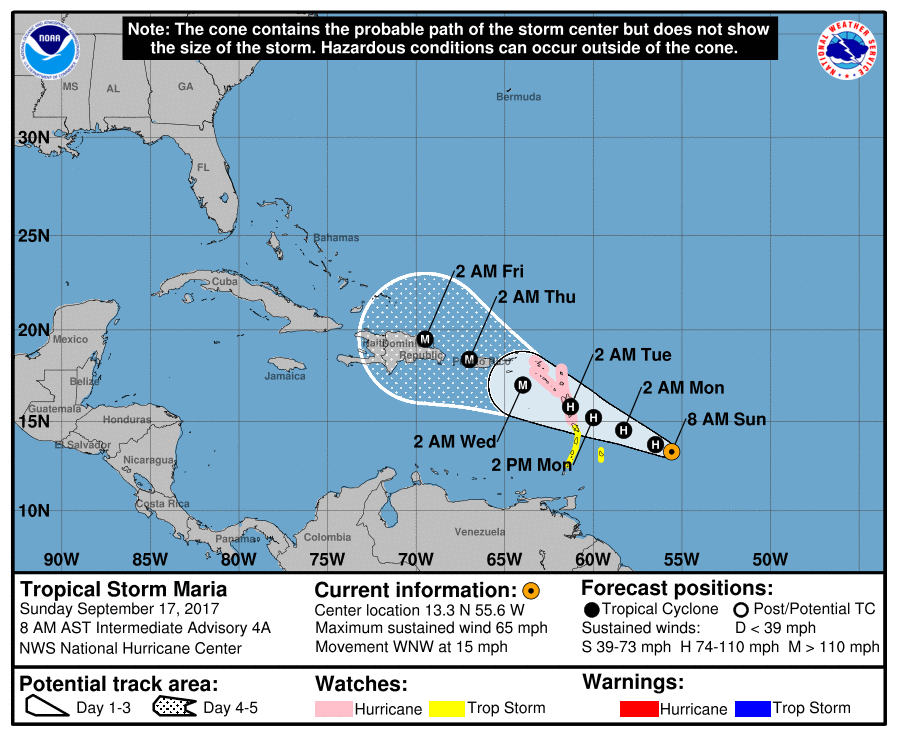 Note: The cone contains the probable path of the storm center but does not show
the size of the storm. Hazardous conditions can occur outside of the cone.
NOAA
NATIONAL WEATHER SERVICE
MS
AL
GA
Bermuda
30N
FL
25N
Bahamas
2 AM Fri
Cuba
2 AM Thu
20N
Mexico
Haiti
Dominican
Republic
Puerto Rico
M
M
2 AM Tue
Jamaica
Belize
M
2 AM Mon
H
Guatemala
15N
Honduras
H
8 AM Sun
El Salvador
2 AM Wed
H
H
Nicaragua
2 PM Mon
10N
Costa Rica
Panama
Colombia
Venezuela
90W 85W 80W 75W 70W 65W 60W 55W 50W
Tropical Storm Maria
Sunday September 17, 2017
8 AM AST Intermediate Advisory 4A
NWS National Hurricane Center
Current information:
Center location 13.3 N 55.6 W
Maximum sustained wind 65 mph
Movement WNW at 15 mph
Forecast positions:
Tropical Cyclone Post/Potential TC
Sustained winds: D < 39 mph
S 39-73 mph H 74-110 mph M > 110 mph
Potential track area:
Day 1-3 Day 4-5
Watches:
Hurricane Trop Storm
Warnings:
Hurricane Trop Storm